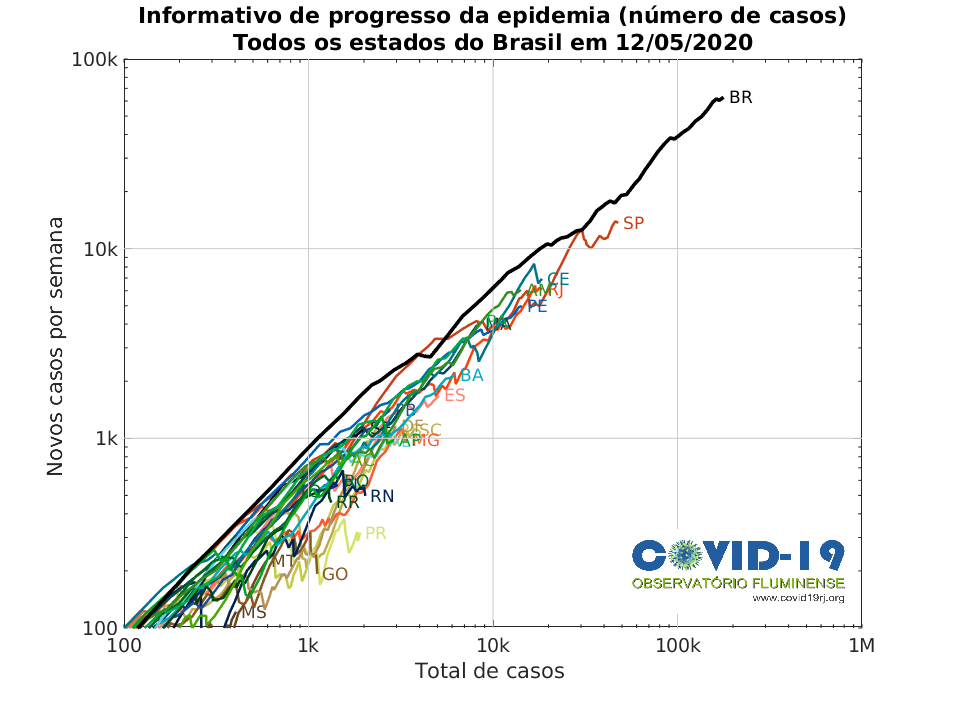 Informativo de progresso da epidemia (número de casos)
Todos os estados do Brasil em 12/05/2020
Novos casos por semana
100k
10k
1k
100
BR
SP
CE
RJ
PE
BA
ES
SC
MG
RN
RR
PR
MT
GO
MS
COVID-19
OBSERVATÓRIO FLUMINENSE
www.covid19rj.org
100
1k
10k
100k
1M
Total de casos